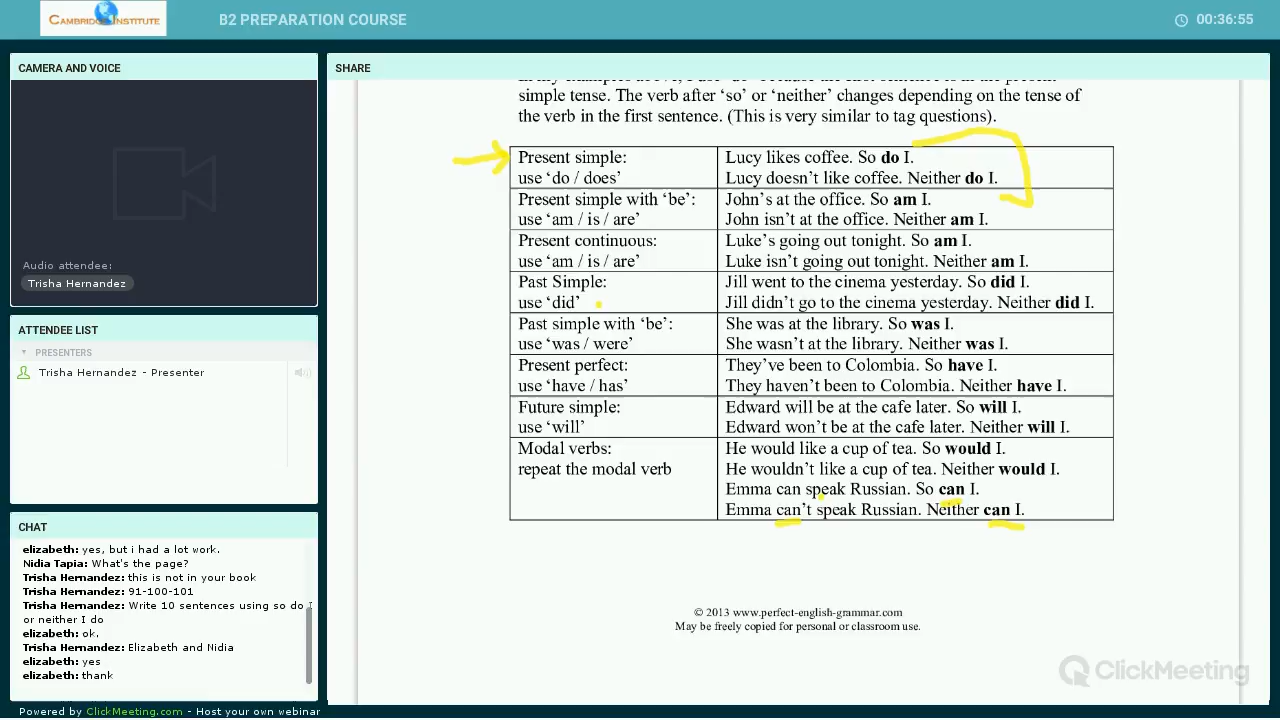 CAMBRIDGE INSTITUTE
B2 PREPARATION COURSE
00:36:55
CAMERA AND VOICE
Audio attendee:
Trisha Hernandez
ATTENDEE LIST
PRESENTERS
Trisha Hernandez - Presenter
CHAT
elizabeth: yes, but i had a lot work.
Nidia Tapia: What's the page?
Trisha Hernandez: this is not in your book
Trisha Hernandez: 91-100-101
Trisha Hernandez: Write 10 sentences using so do I
or neither I do
elizabeth: ok.
Trisha Hernandez: Elizabeth and Nidia
elizabeth: yes
elizabeth: thank
Powered by ClickMeeting.com - Host your own webinar
SHARE
simple tense. The verb after ‘so’ or ‘neither’ changes depending on the tense of
the verb in the first sentence. (This is very similar to tag questions).
Present simple:
use ‘do / does’
Lucy likes coffee. So do I.
Lucy doesn’t like coffee. Neither do I.
Present simple with ‘be’:
use ‘am / is / are’
John’s at the office. So am I.
John isn’t at the office. Neither am I.
Present continuous:
use ‘am / is / are’
Luke’s going out tonight. So am I.
Luke isn’t going out tonight. Neither am I.
Past Simple:
use ‘did’
Jill went to the cinema yesterday. So did I.
Jill didn’t go to the cinema yesterday. Neither did I.
Past simple with ‘be’:
use ‘was / were’
She was at the library. So was I.
She wasn’t at the library. Neither was I.
Present perfect:
use ‘have / has’
They’ve been to Colombia. So have I.
They haven’t been to Colombia. Neither have I.
Future simple:
use ‘will’
Edward will be at the cafe later. So will I.
Edward won’t be at the cafe later. Neither will I.
Modal verbs:
repeat the modal verb
He would like a cup of tea. So would I.
He wouldn’t like a cup of tea. Neither would I.
Emma can speak Russian. So can I.
Emma can’t speak Russian. Neither can I.
© 2013 www.perfect-english-grammar.com
May be freely copied for personal or classroom use.
ClickMeeting